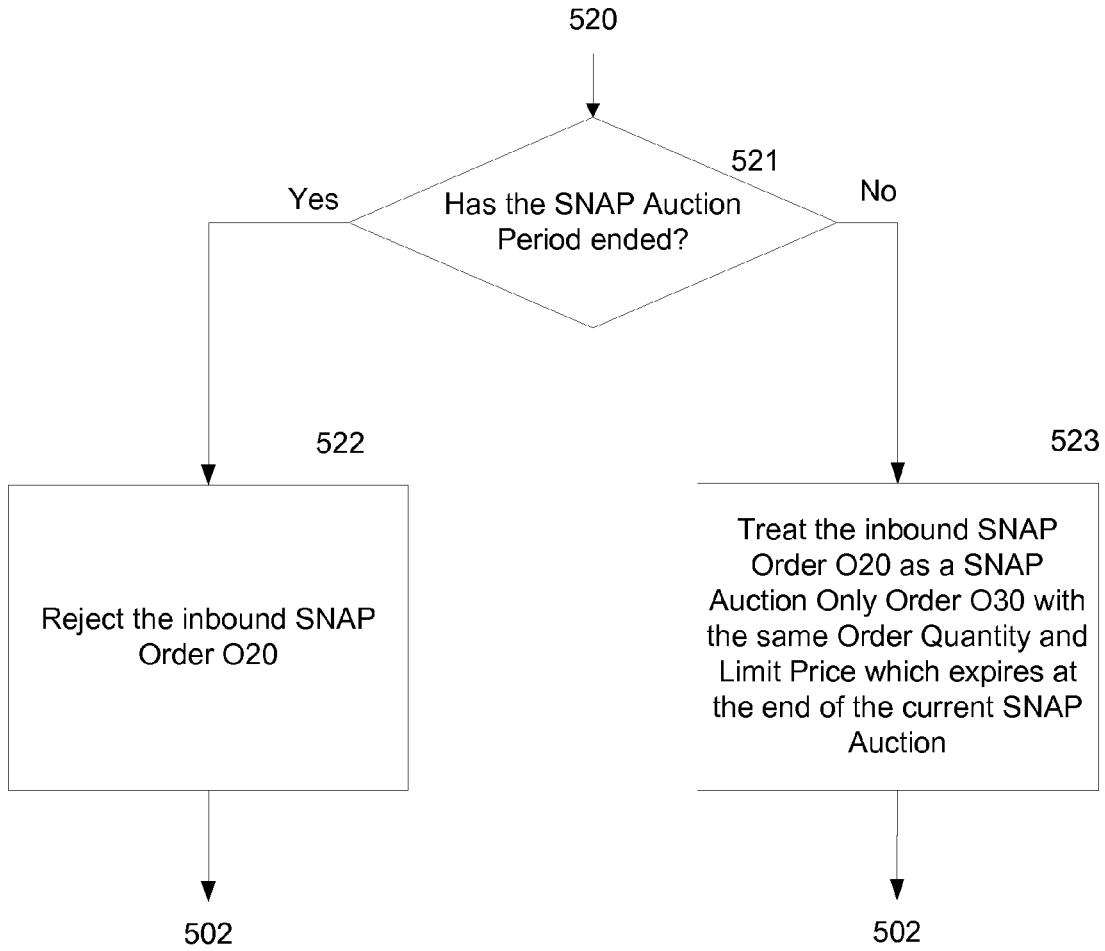 520
521
Yes
No
Has the SNAP Auction
Period ended?
522
523
Reject the inbound SNAP
Order O20
Treat the inbound SNAP
Order O20 as a SNAP
Auction Only Order O30 with
the same Order Quantity and
Limit Price which expires at
the end of the current SNAP
Auction
502
502